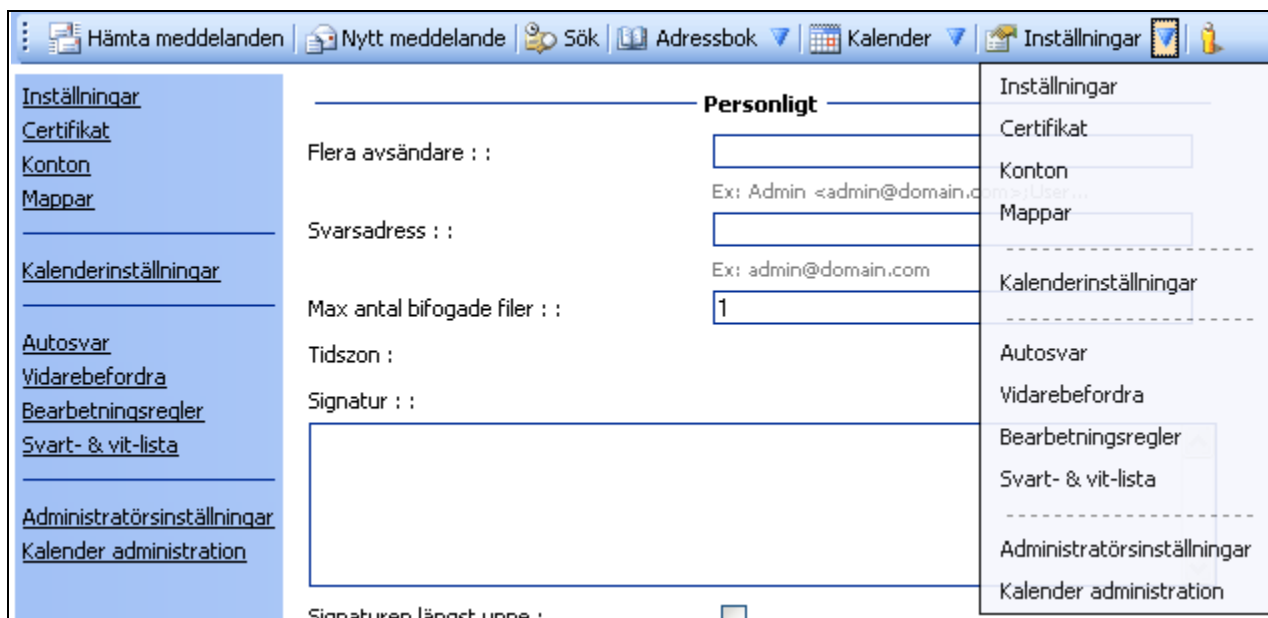 Hämta meddelanden Nytt meddelande Sök Adressbok Kalender Inställningar
Inställningar
Certifikat
Konton
Mappar
Kalenderinställningar
Autosvar
Vidarebefordra
Bearbetningsregler
Svart- & vit-lista
Administratörsinställningar
Kalender administration
Personligt
Flera avsändare : :
Ex: Admin <admin@domain.com>;User...
Svarsadress : :
Ex: admin@domain.com
Max antal bifogade filer : : 1
Tidszon :
Signatur : :
Signaturen längst uppe :
Inställningar
Certifikat
Konton
Mappar
Kalenderinställningar
Autosvar
Vidarebefordra
Bearbetningsregler
Svart- & vit-lista
Administratörsinställningar
Kalender administration